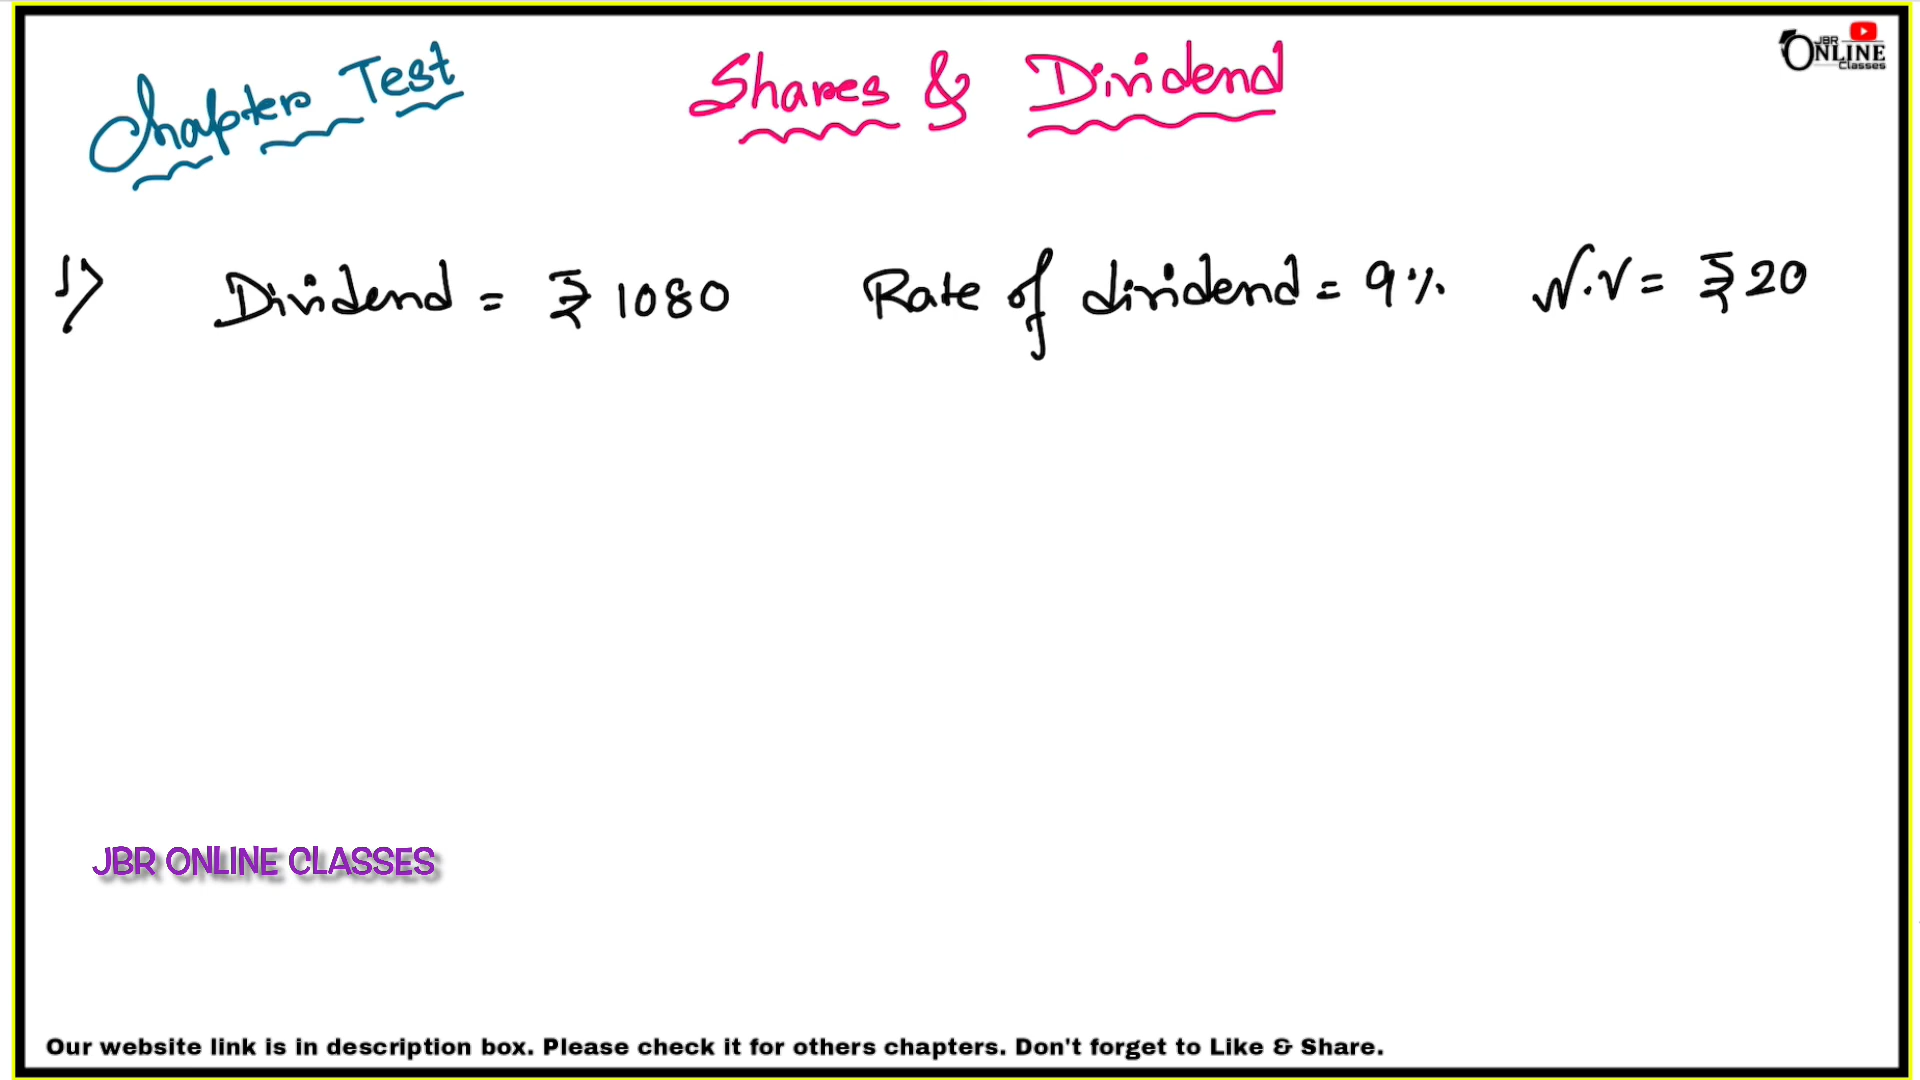 Chapter Test
Shares & Dividend
JBR
ONLINE
Classes
1> Dividend = ₹ 1080 Rate of dividend = 9% N.V = ₹ 20
JBR ONLINE CLASSES
Our website link is in description box. Please check it for others chapters. Don't forget to Like & Share.